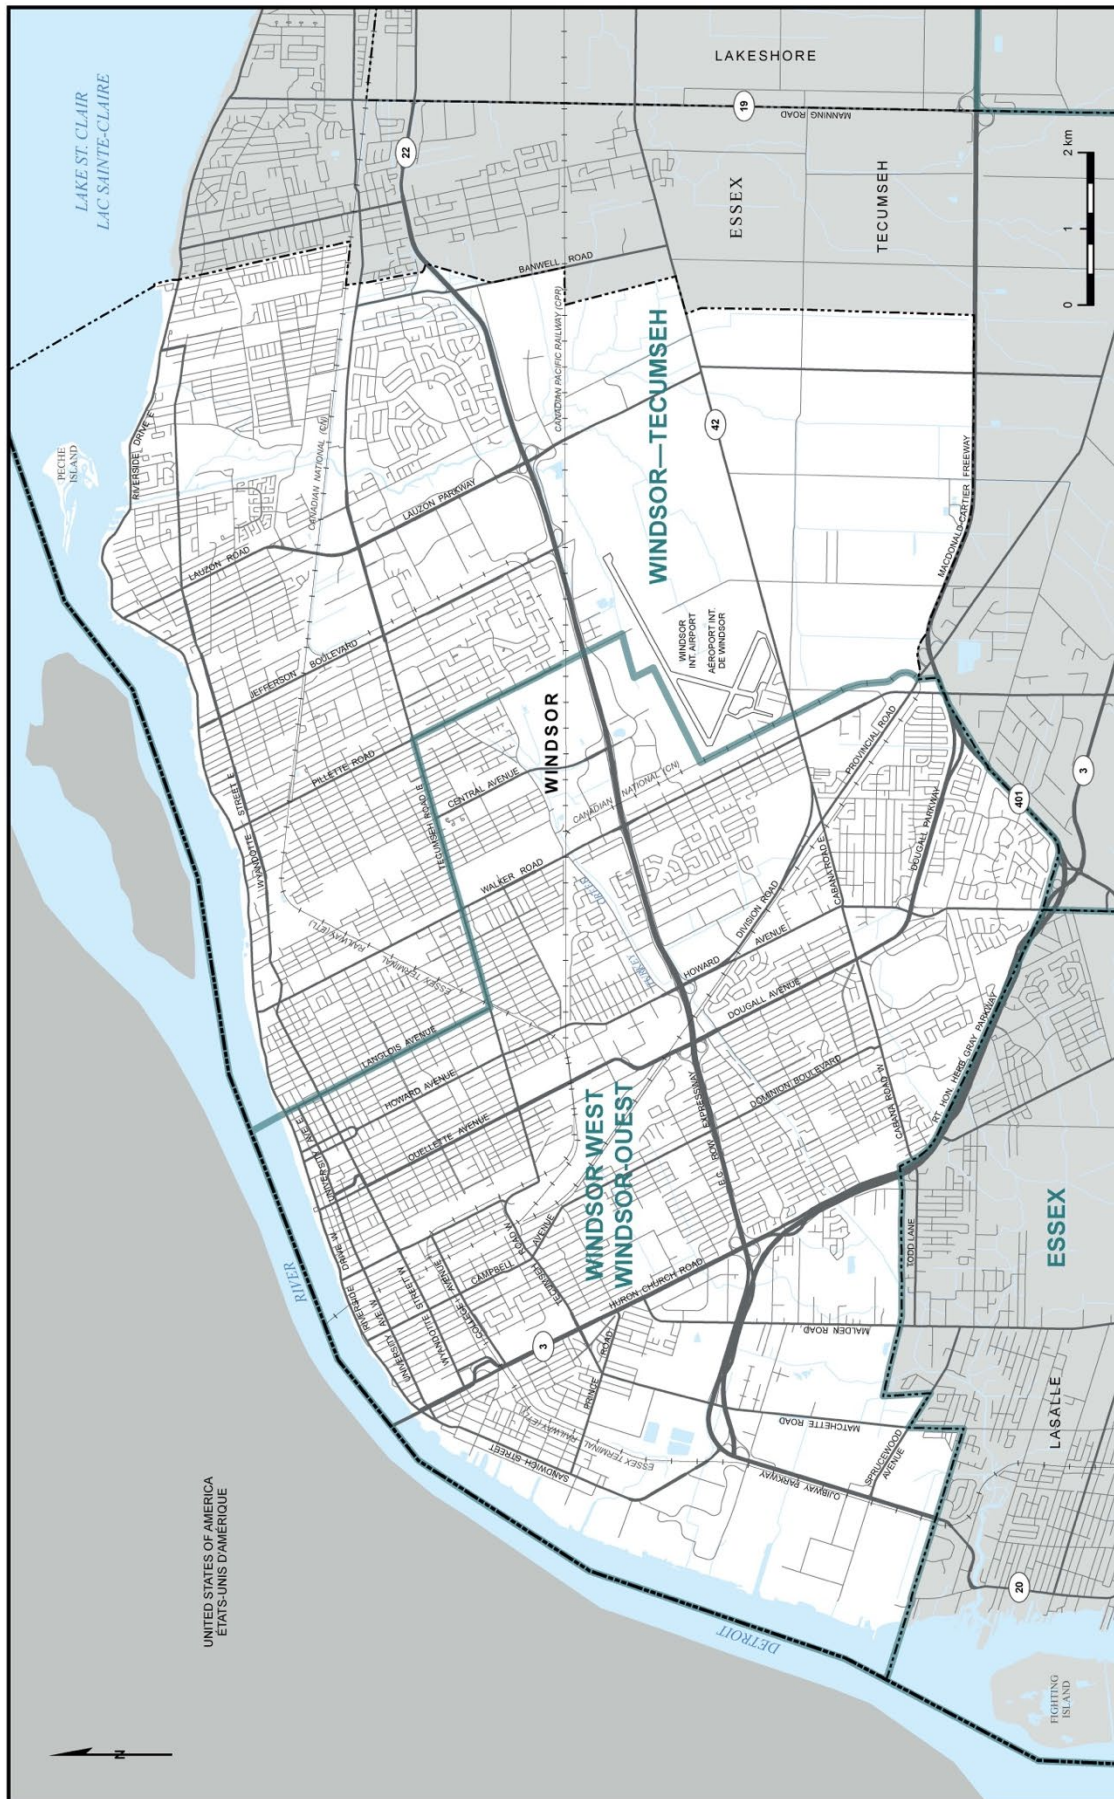 LAKE ST. CLAIR
LAC SAINTE-CLAIRE
LAKESHORE
19
MANNING ROAD
22
ESSEX
TECUMSEH
2 km
1
0
BANWELL ROAD
PECHE
ISLAND
RIVERSIDE DRIVE E
CANADIAN NATIONAL (CN)
CANADIAN PACIFIC RAILWAY (CPR)
WINDSOR—TECUMSEH
42
LAUZON ROAD
LAUZON PARKWAY
MACDONALD-CARTIER FREEWAY
JEFFERSON BOULEVARD
WINDSOR
INT. AIRPORT
AÉROPORT INT.
DE WINDSOR
WYANDOTTE STREET E
PILLETTE ROAD
TECUMSEH ROAD E
CENTRAL AVENUE
WINDSOR
CANADIAN NATIONAL (CN)
PROVINCIAL ROAD
WALKER ROAD
CABANA ROAD E
DOUGALL PARKWAY
401
3
ESSEX TERMINAL RAILWAY (ETL)
TURKEY CREEK
DIVISION ROAD
HOWARD AVENUE
LANGLOIS AVENUE
HOWARD AVENUE
DOUGALL AVENUE
OUELLETTE AVENUE
UNIVERSITY AVE E
E.C. ROW EXPRESSWAY
DOMINION BOULEVARD
CABANA ROAD W
RT. HON. HERB GRAY PARKWAY
WINDSOR WEST
WINDSOR-OUEST
RIVER
RIVERSIDE DRIVE W
UNIVERSITY AVE W
WYANDOTTE STREET W
COLLEGE AVENUE
CAMPBELL AVENUE
TECUMSEH ROAD W
HURON CHURCH ROAD
TODD LANE
ESSEX
3
PRINCE ROAD
MALDEN ROAD
MATCHETTE ROAD
SPRUCEWOOD
AVENUE
LASALLE
SANDWICH STREET
ESSEX TERMINAL RAILWAY (ETL)
OJIBWAY PARKWAY
20
UNITED STATES OF AMERICA
ÉTATS-UNIS D'AMÉRIQUE
DETROIT
FIGHTING
ISLAND
N